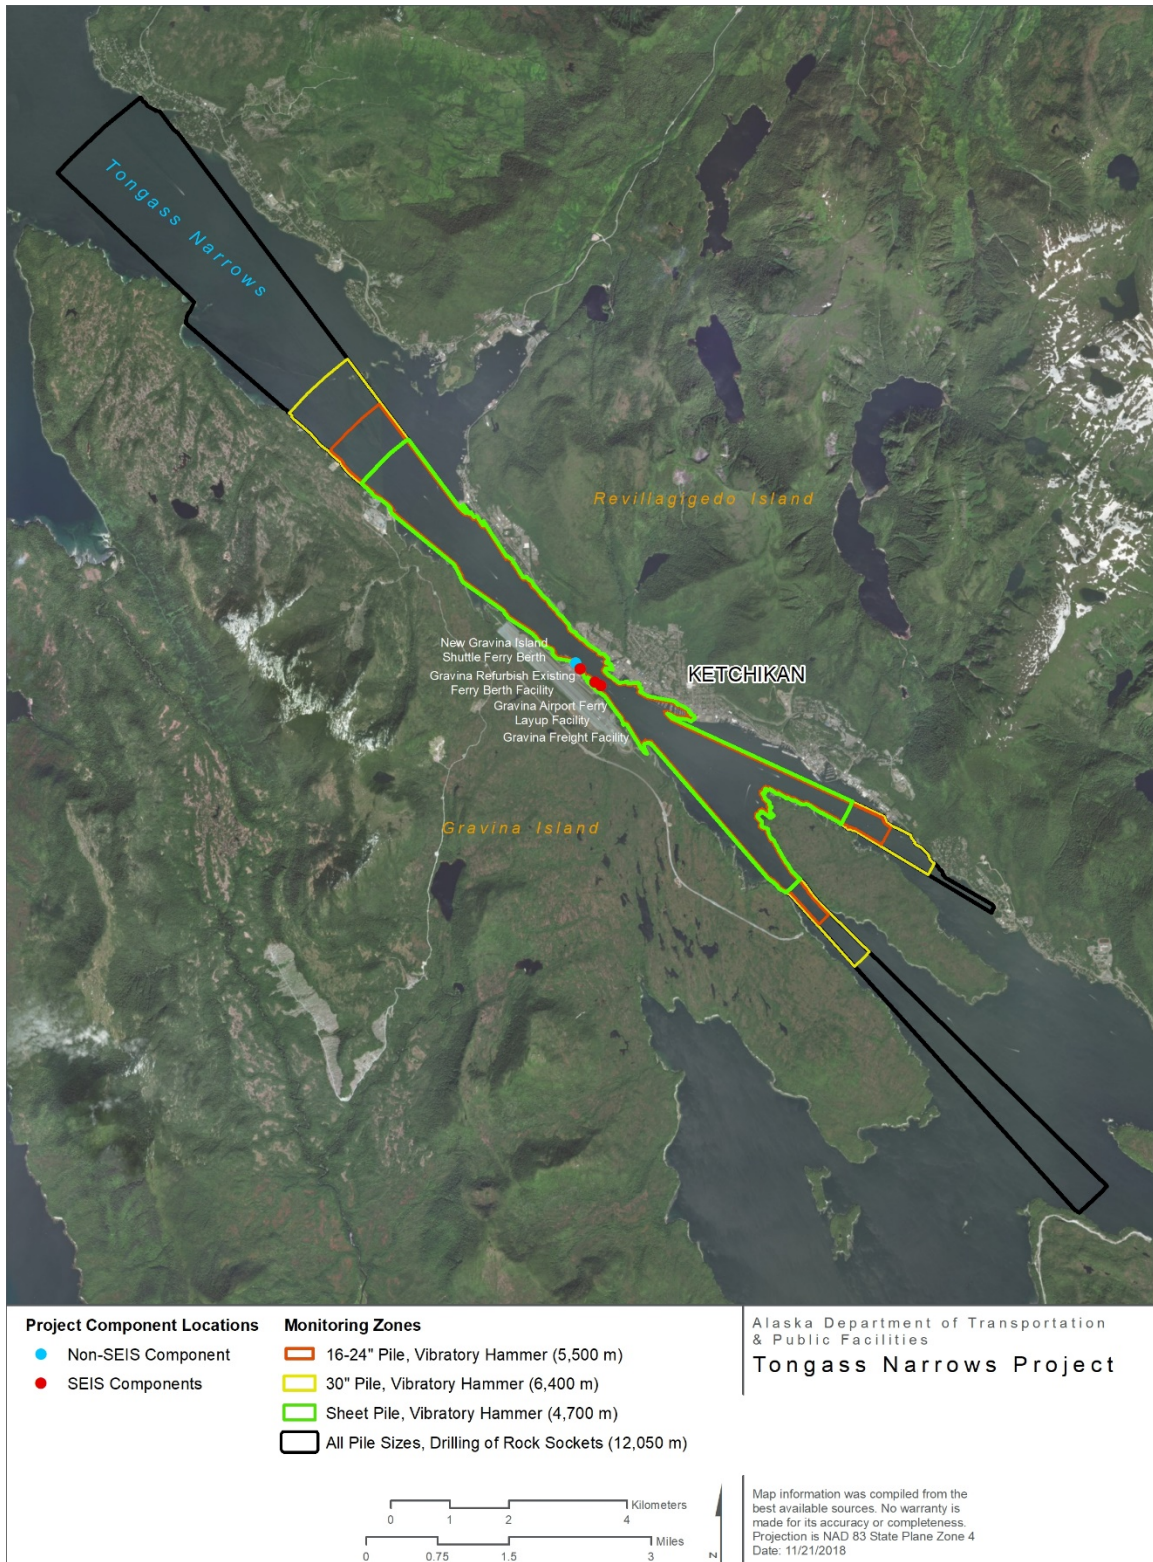 Tongass Narrows
Revillagigedo Island
New Gravina Island
Shuttle Ferry Berth
Gravina Refurbish Existing
Ferry Berth Facility
Gravina Airport Ferry
Layup Facility
Gravina Freight Facility
KETCHIKAN
Gravina Island
Project Component Locations
Non-SEIS Component
SEIS Components
Monitoring Zones
16-24" Pile, Vibratory Hammer (5,500 m)
30" Pile, Vibratory Hammer (6,400 m)
Sheet Pile, Vibratory Hammer (4,700 m)
All Pile Sizes, Drilling of Rock Sockets (12,050 m)
Alaska Department of Transportation
& Public Facilities
Tongass Narrows Project
Kilometers
0 1 2 4
Miles
0 0.75 1.5 3
N
Map information was compiled from the
best available sources. No warranty is
made for its accuracy or completeness.
Projection is NAD 83 State Plane Zone 4
Date: 11/21/2018